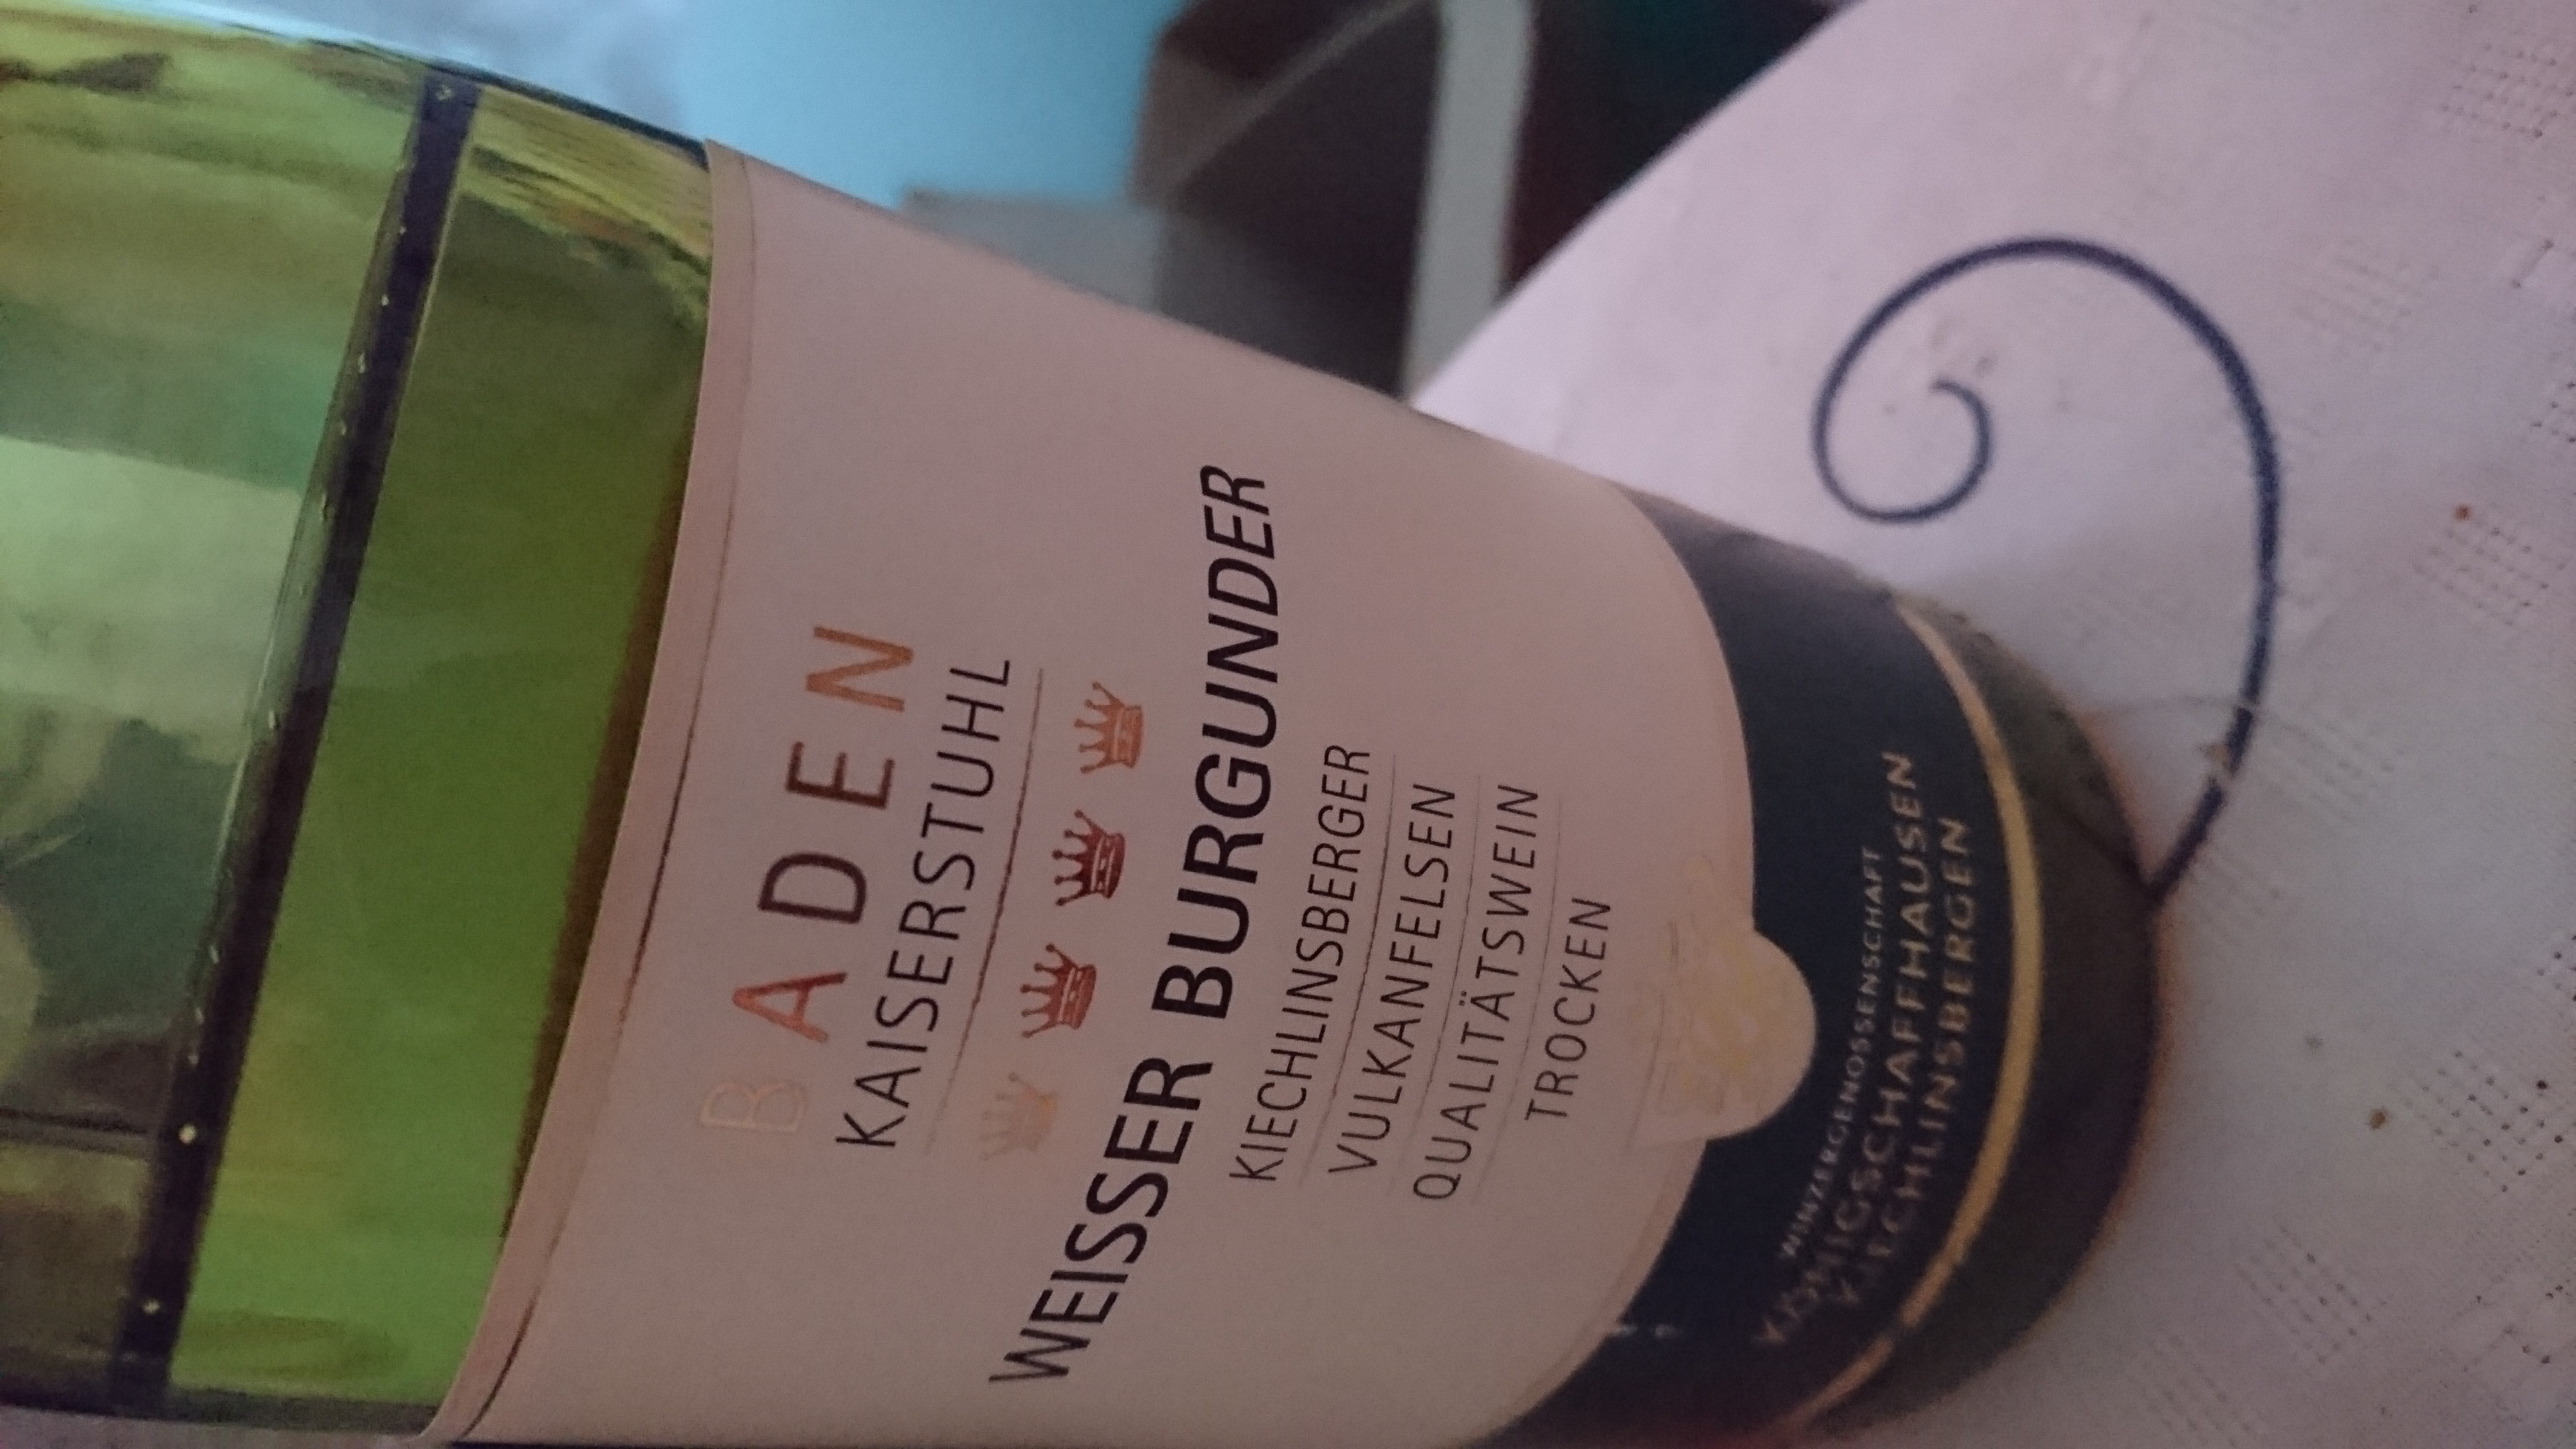 BADEN
KAISERSTUHL
WEISSER BURGUNDER
KIECHLINSBERGER
VULKANFELSEN
QUALITÄTSWEIN
TROCKEN
WINZERGENOSSENSCHAFT
KÖNIGSCHAFFHAUSEN
KIECHLINSBERGEN